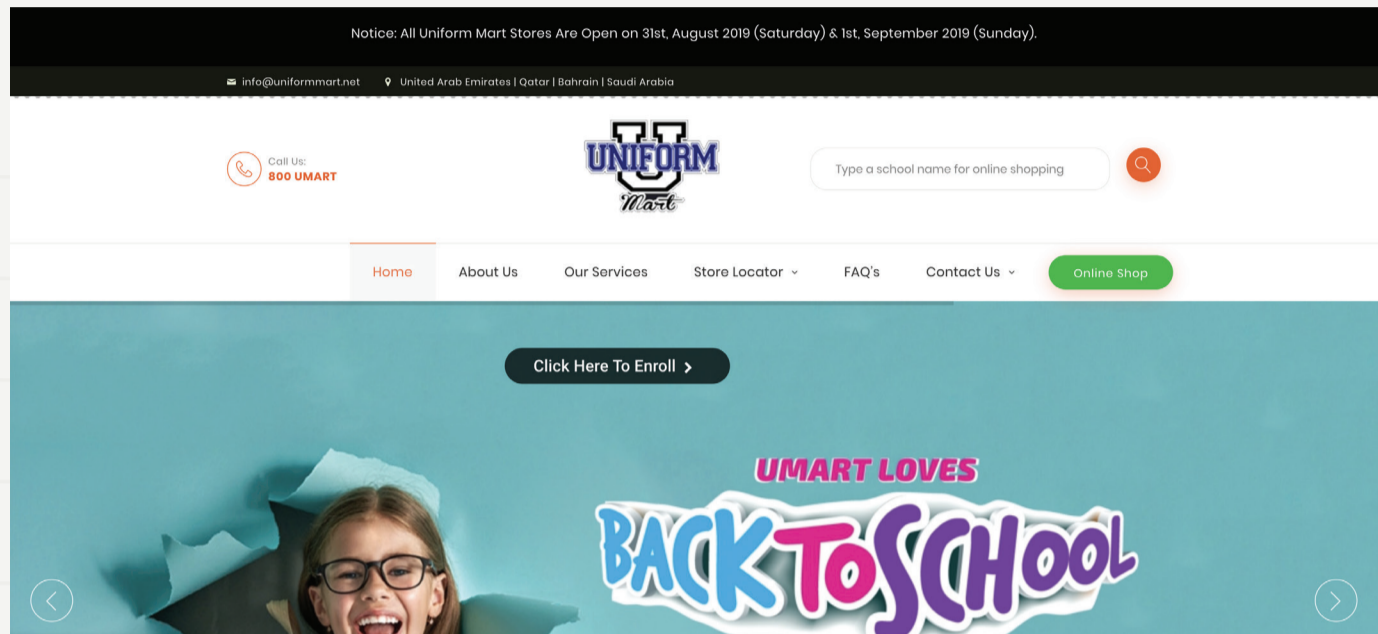 Notice: All Uniform Mart Stores Are Open on 31st, August 2019 (Saturday) & 1st, September 2019 (Sunday).
info@uniformmart.net United Arab Emirates | Qatar | Bahrain | Saudi Arabia
Call Us:
800 UMART
U
UNIFORM
Mart
Type a school name for online shopping
Home About Us Our Services Store Locator FAQ's Contact Us Online Shop
Click Here To Enroll
UMART LOVES
BACK TO SCHOOL